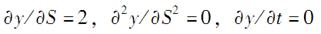 ∂y/∂S = 2, ∂²y/∂S² = 0, ∂y/∂t = 0